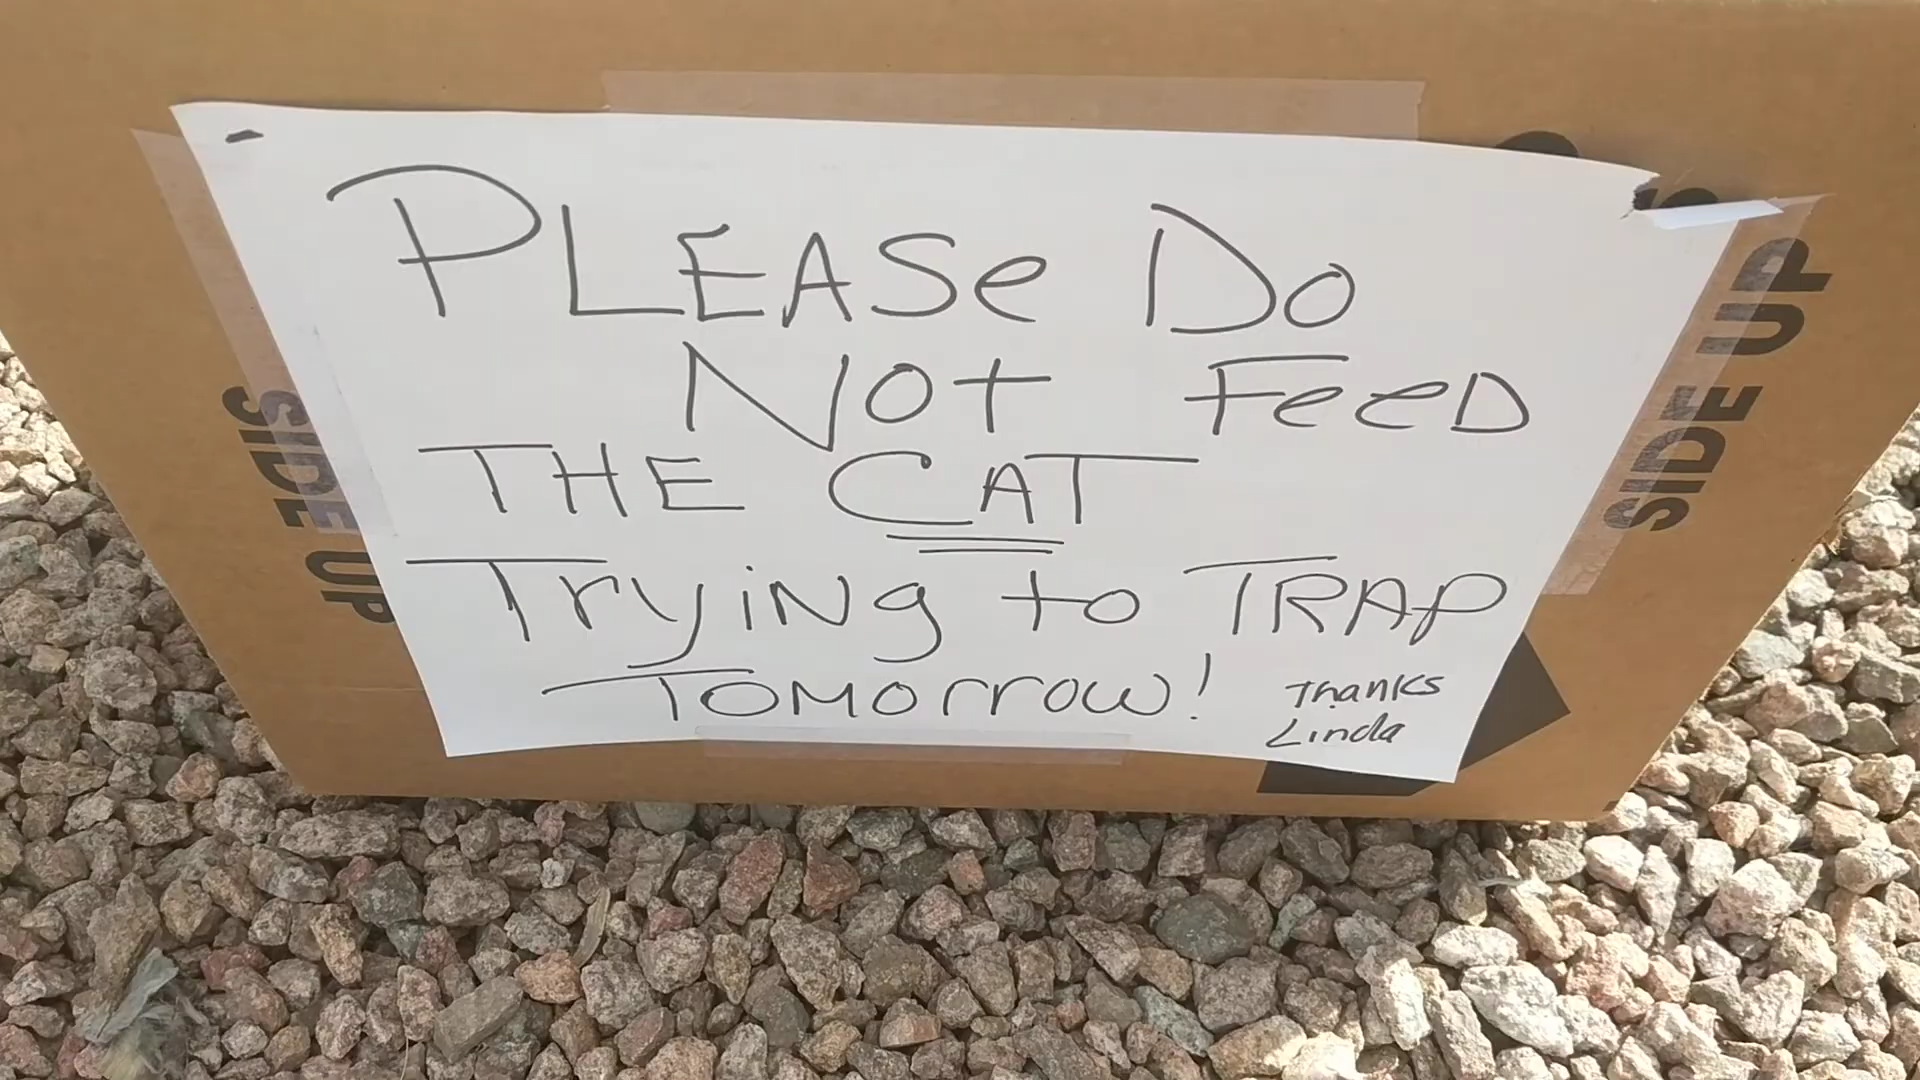 PLEASe Do
Not FeeD
THE CAT
TryiNg to TRAP
TOMOrrow!
Thanks
Linda
SIDE UP
SIDE UP